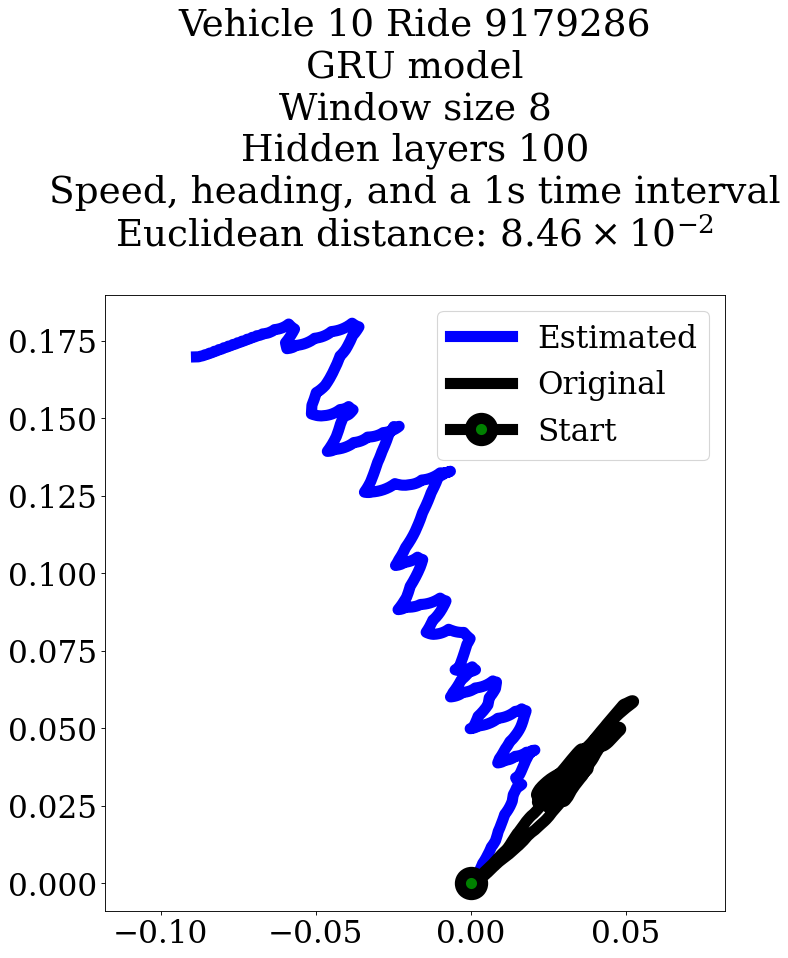 Vehicle 10 Ride 9179286
GRU model
Window size 8
Hidden layers 100
Speed, heading, and a 1s time interval
Euclidean distance: 8.46 × 10⁻²
Estimated
Original
Start
0.175
0.150
0.125
0.100
0.075
0.050
0.025
0.000
−0.10 −0.05 0.00 0.05